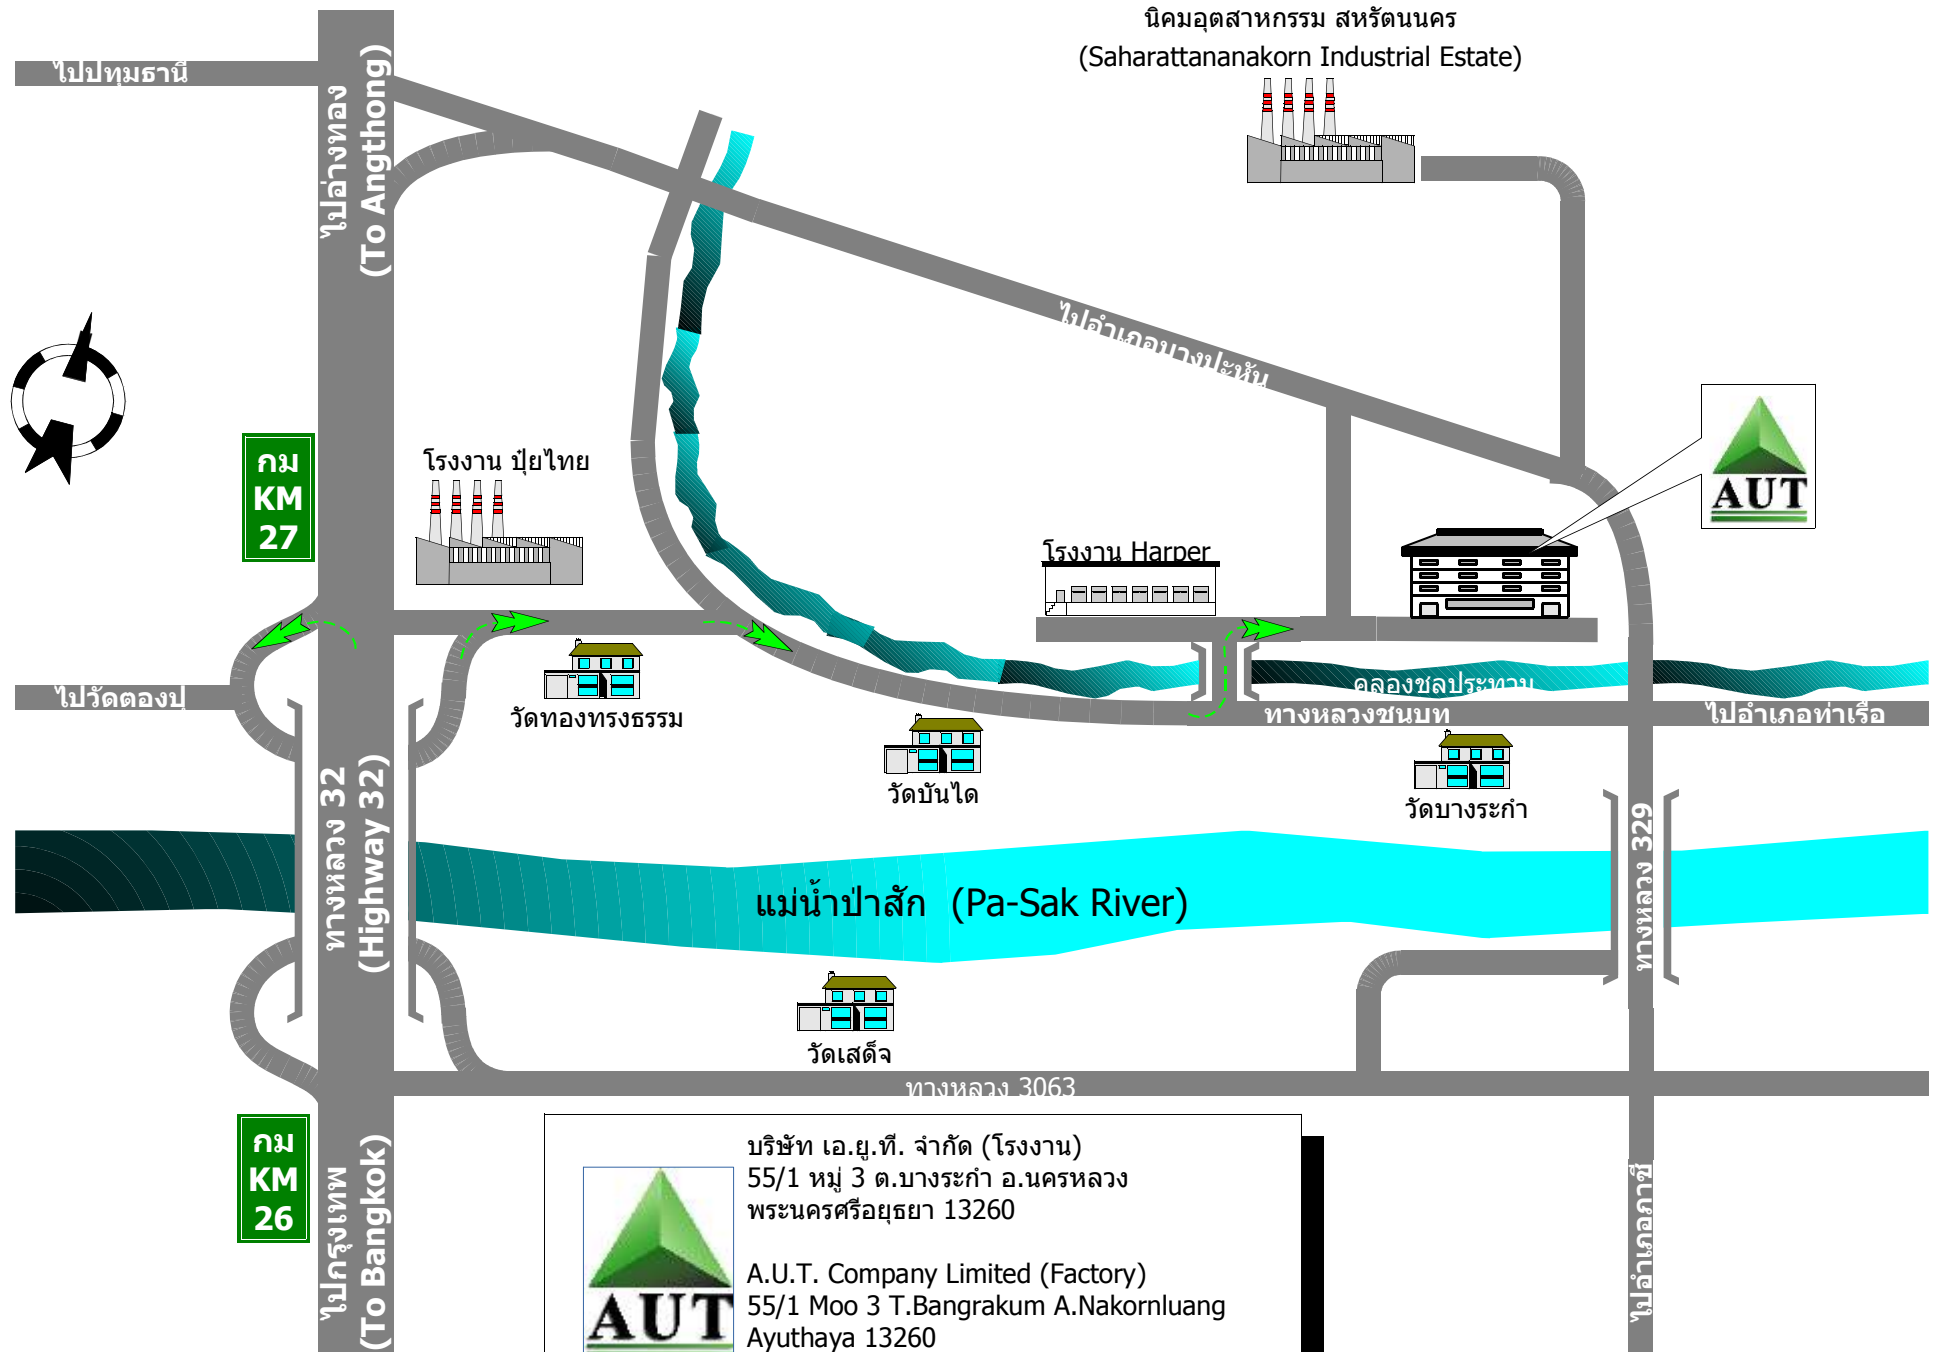 นิคมอุตสาหกรรม สหรัตนนคร
(Saharattananakorn Industrial Estate)
ไปปทุมธานี
ไปอ่างทอง
(To Angthong)
ไปอำเภอบางปะหัน
กม
KM
27
โรงงาน ปุ๋ยไทย
AUT
โรงงาน Harper
ไปวัดตองปุ
วัดทองทรงธรรม
คลองชลประทาน
ทางหลวงชนบท
ไปอำเภอท่าเรือ
วัดบันได
วัดบางระกำ
ทางหลวง 32
(Highway 32)
ทางหลวง 329
แม่น้ำป่าสัก (Pa-Sak River)
วัดเสด็จ
ทางหลวง 3063
กม
KM
26
ไปกรุงเทพ
(To Bangkok)
ไปอำเภอภาชี
AUT
บริษัท เอ.ยู.ที. จำกัด (โรงงาน)
55/1 หมู่ 3 ต.บางระกำ อ.นครหลวง
พระนครศรีอยุธยา 13260
A.U.T. Company Limited (Factory)
55/1 Moo 3 T.Bangrakum A.Nakornluang
Ayuthaya 13260